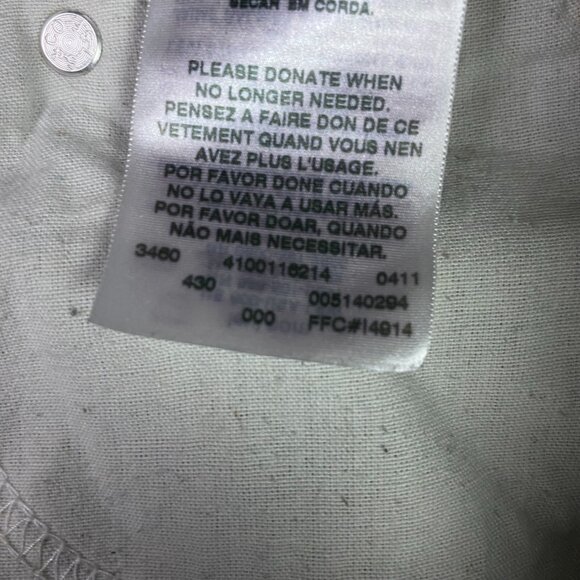 SECAR EM CORDA.
PLEASE DONATE WHEN
NO LONGER NEEDED.
PENSEZ A FAIRE DON DE CE
VETEMENT QUAND VOUS NEN
AVEZ PLUS L'USAGE.
POR FAVOR DONE CUANDO
NO LO VAYA A USAR MÁS.
POR FAVOR DOAR, QUANDO
NÃO MAIS NECESSITAR.
3460 4100116214 0411
430 005140294
000 FFC#I4914